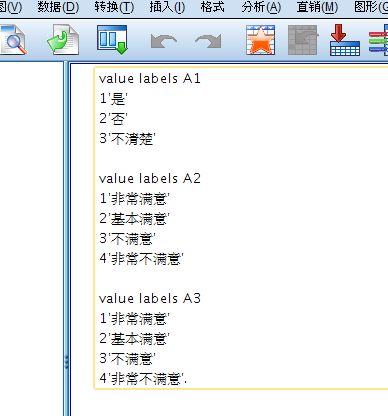 图(V) 数据(D) 转换(T) 插入(I) 格式 分析(A) 直销(M) 图形(G
value labels A1
1'是'
2'否'
3'不清楚'
value labels A2
1'非常满意'
2'基本满意'
3'不满意'
4'非常不满意'
value labels A3
1'非常满意'
2'基本满意'
3'不满意'
4'非常不满意'.